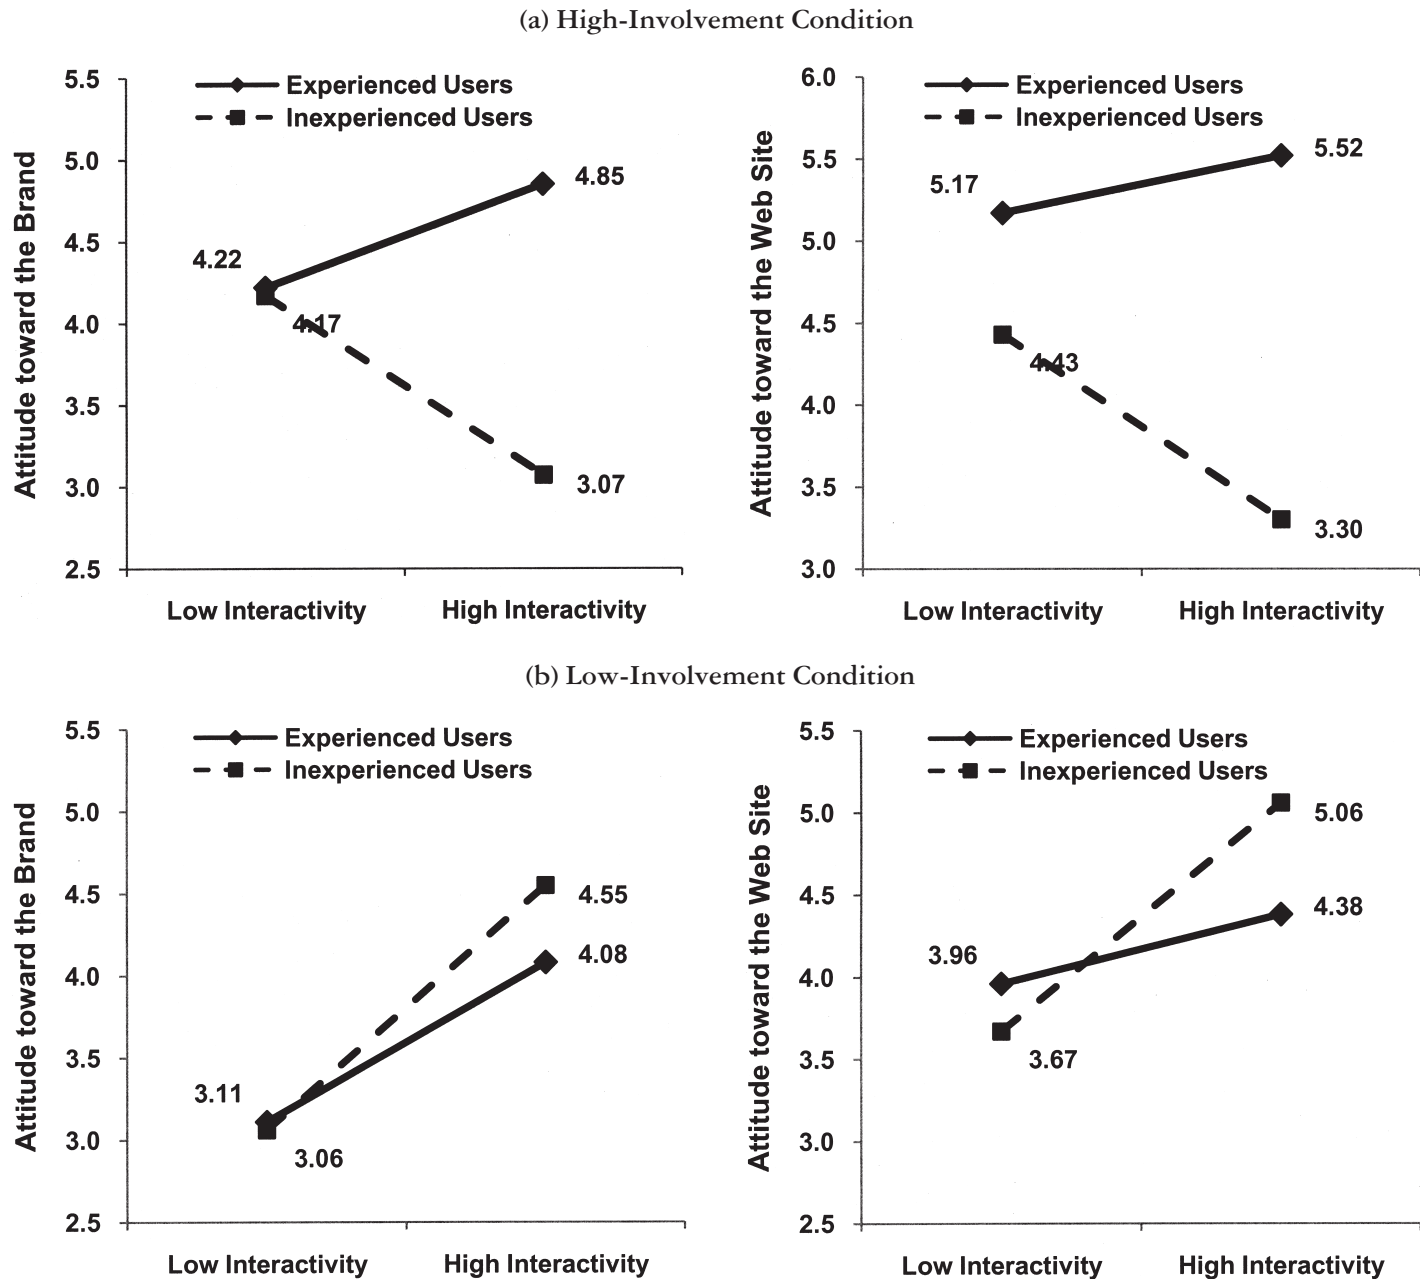 (a) High-Involvement Condition
Experienced Users
Inexperienced Users
Attitude toward the Brand
5.5
5.0
4.5
4.0
3.5
3.0
2.5
4.22
4.85
4.17
3.07
Low Interactivity
High Interactivity
Experienced Users
Inexperienced Users
Attitude toward the Web Site
6.0
5.5
5.0
4.5
4.0
3.5
3.0
5.17
5.52
4.43
3.30
Low Interactivity
High Interactivity
(b) Low-Involvement Condition
Experienced Users
Inexperienced Users
Attitude toward the Brand
5.5
5.0
4.5
4.0
3.5
3.0
2.5
4.55
4.08
3.11
3.06
Low Interactivity
High Interactivity
Experienced Users
Inexperienced Users
Attitude toward the Web Site
5.5
5.0
4.5
4.0
3.5
3.0
2.5
5.06
4.38
3.96
3.67
Low Interactivity
High Interactivity